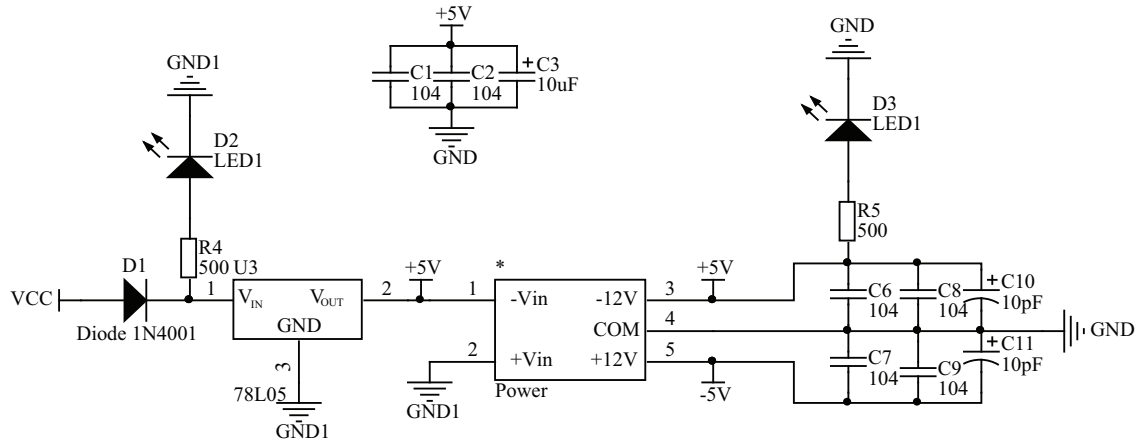 +5V
GND
GND1
C1
104
C2
104
+ C3
10uF
GND
D2
LED1
D3
LED1
R4
500
R5
500
D1
VCC
Diode 1N4001
1
U3
VIN
VOUT
GND
2
3
78L05
GND1
+5V
*
1
-Vin
-12V
3
COM
4
2
+Vin
+12V
5
Power
GND1
+5V
-5V
C6
104
C8
104
+ C10
10pF
GND
C7
104
C9
104
+ C11
10pF